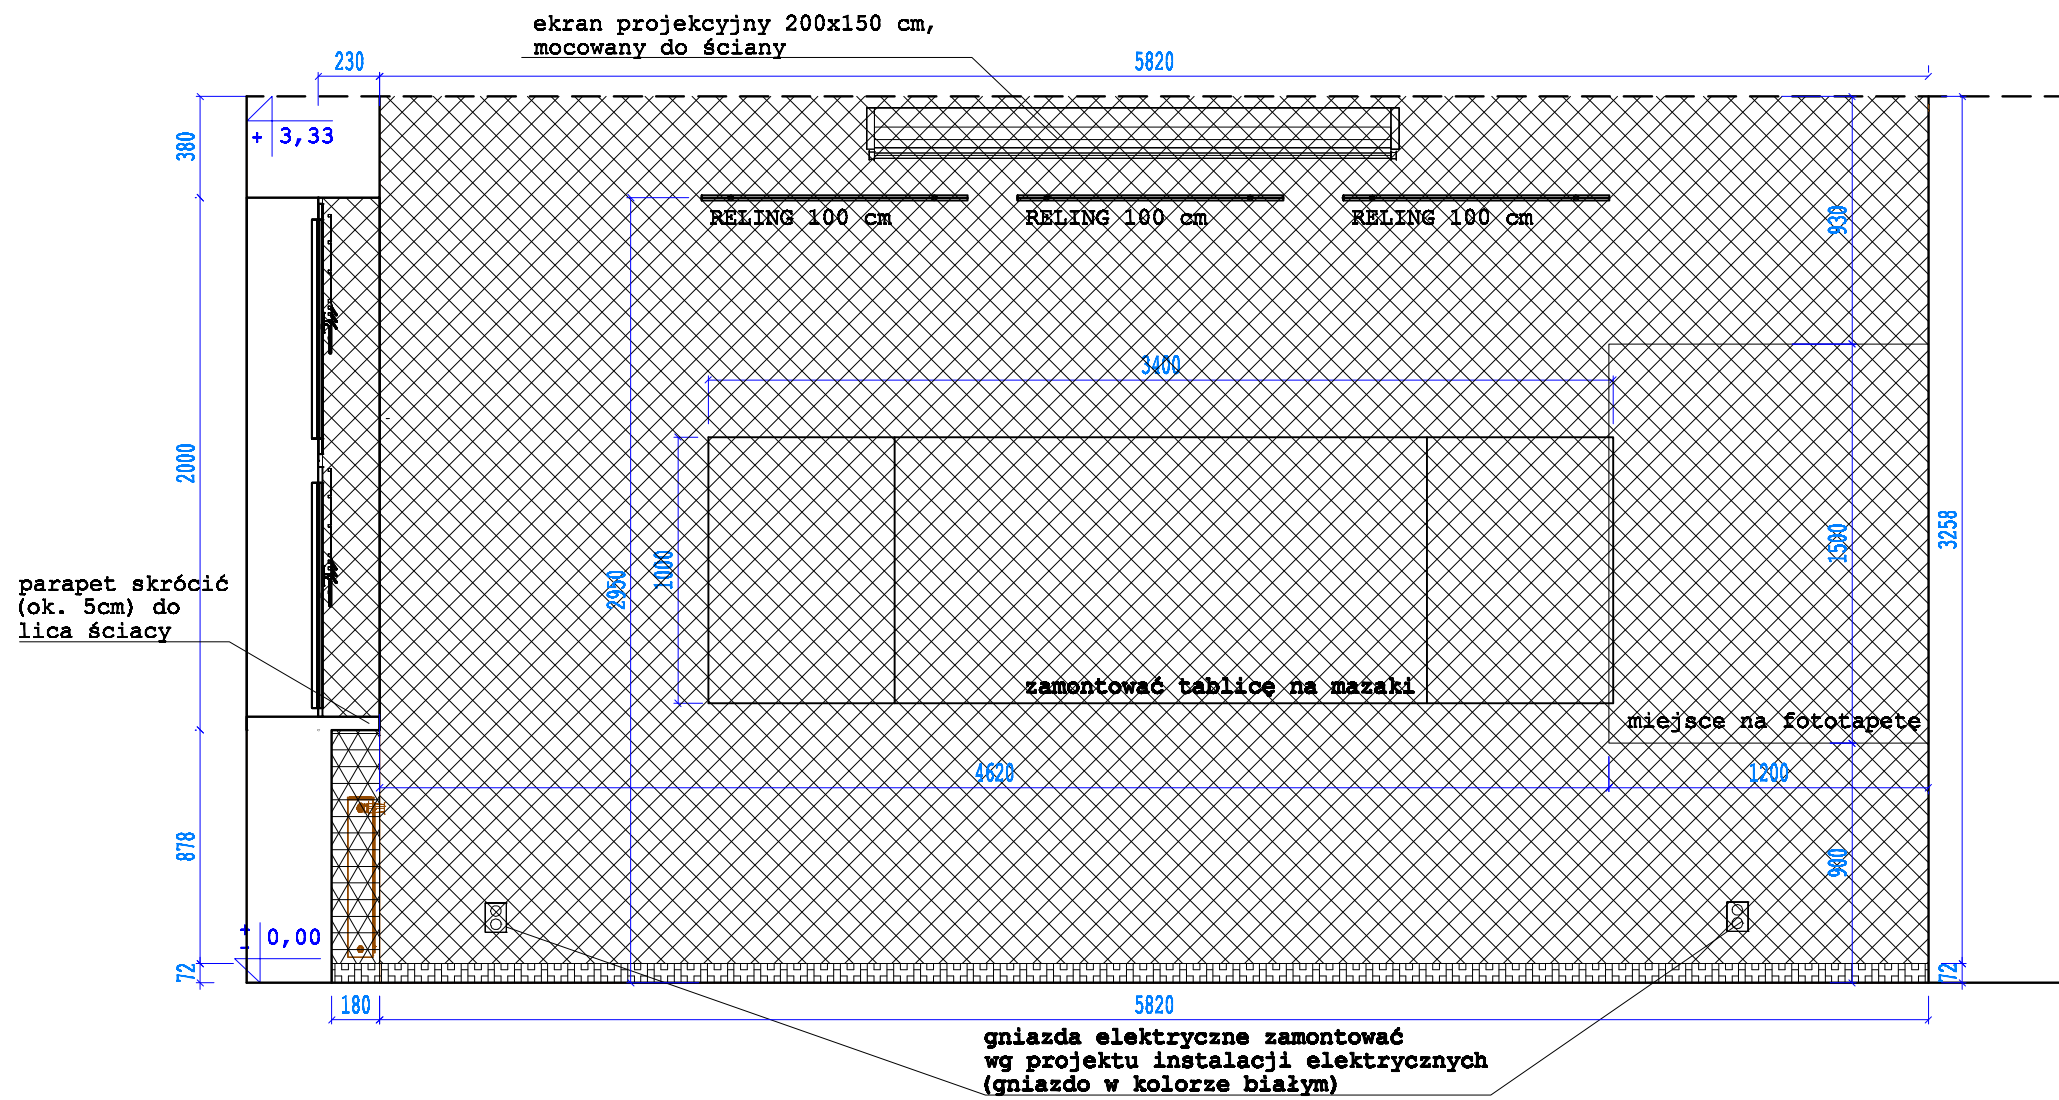 ekran projekcyjny 200x150 cm,
mocowany do ściany
230
5820
+ 3,33
380
RELING 100 cm
RELING 100 cm
RELING 100 cm
930
3400
2000
1500
3258
2950
1000
parapet skrócić
(ok. 5cm) do
lica ściacy
zamontować tablicę na mazaki
miejsce na fototapetę
4620
1200
878
900
+
-
0,00
72
72
180
5820
gniazda elektryczne zamontować
wg projektu instalacji elektrycznych
(gniazdo w kolorze białym)